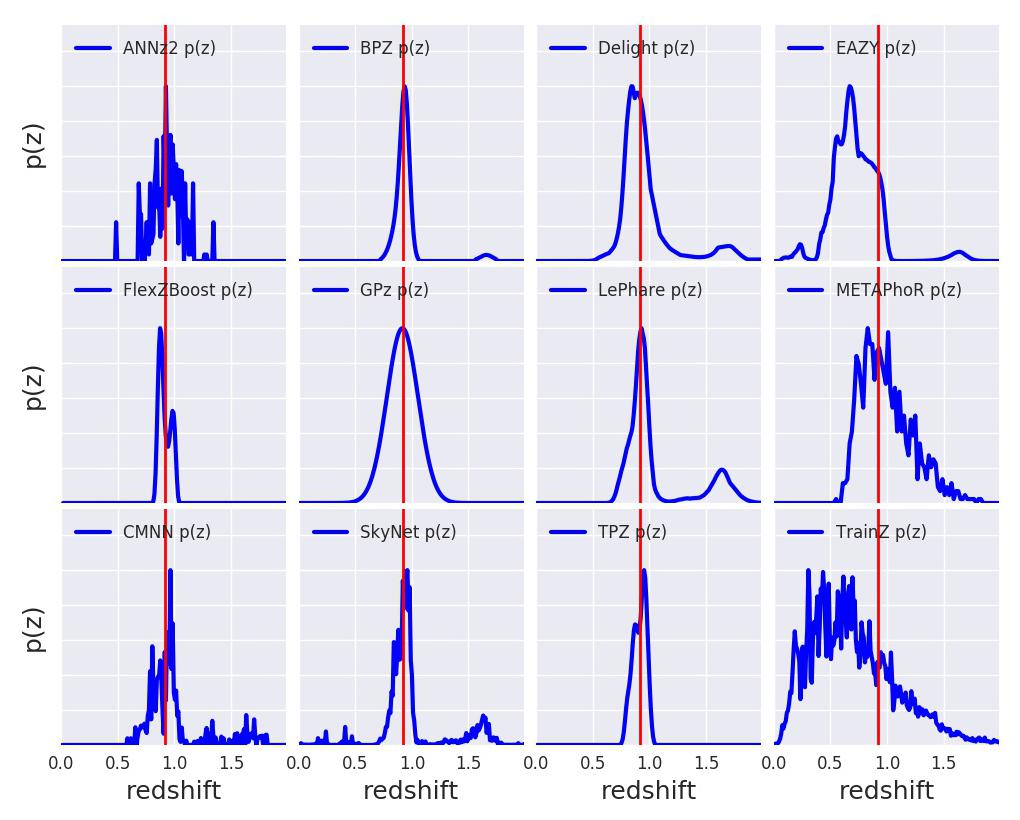 ANNz2 p(z)
BPZ p(z)
Delight p(z)
EAZY p(z)
p(z)
FlexZBoost p(z)
GPz p(z)
LePhare p(z)
METAPhoR p(z)
p(z)
CMNN p(z)
SkyNet p(z)
TPZ p(z)
TrainZ p(z)
p(z)
0.0 0.5 1.0 1.5
0.0 0.5 1.0 1.5
0.0 0.5 1.0 1.5
0.0 0.5 1.0 1.5
redshift
redshift
redshift
redshift